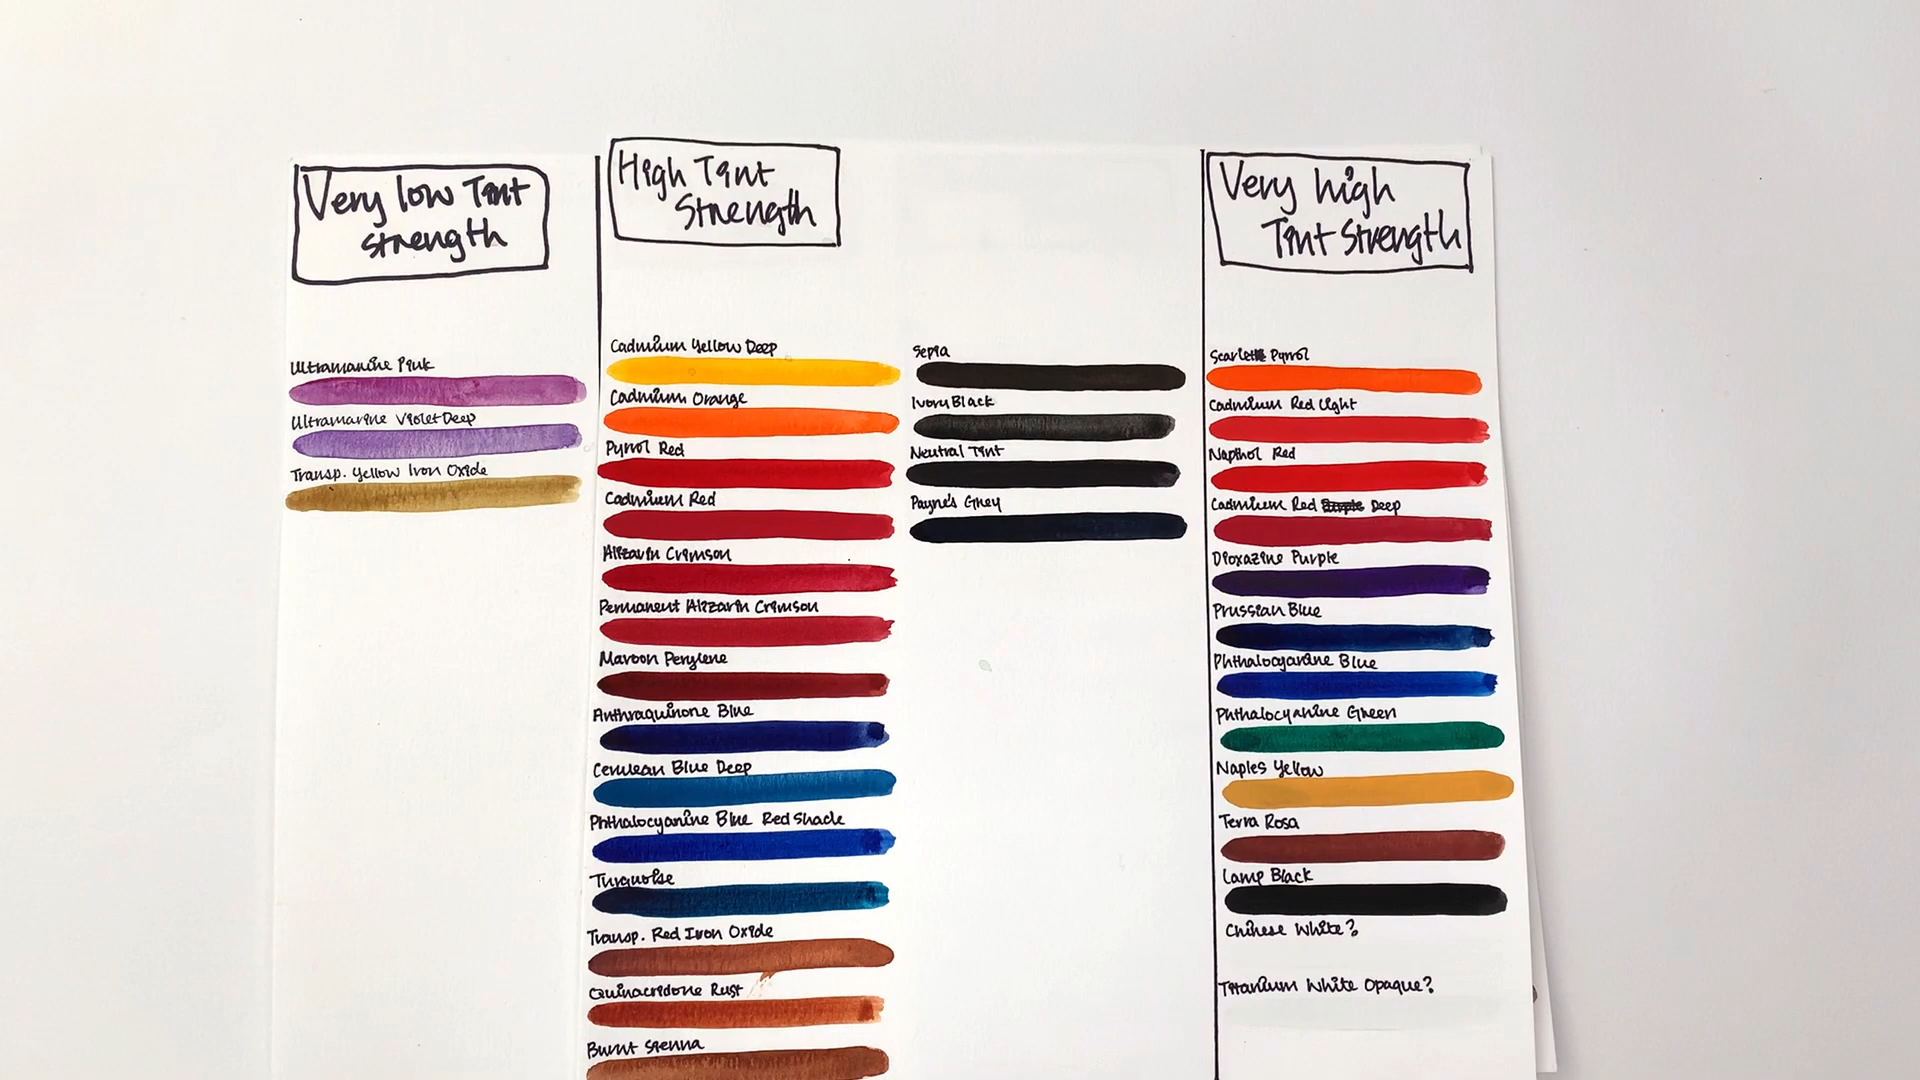 Very low Tint
strength
Ultramarine Pink
Ultramarine Violet Deep
Transp. Yellow Iron Oxide
High Tint
Strength
Cadmium Yellow Deep
Cadmium Orange
Pyrrol Red
Cadmium Red
Alizarin Crimson
Permanent Alizarin Crimson
Maroon Perylene
Anthraquinone Blue
Cerulean Blue Deep
Phthalocyanine Blue Red Shade
Turquoise
Transp. Red Iron Oxide
Quinacridone Rust
Burnt Sienna
Sepia
Ivory Black
Neutral Tint
Payne's Grey
Very high
Tint Strength
Scarlet Pyrrol
Cadmium Red Light
Napthol Red
Cadmium Red Deep
Dioxazine Purple
Prussian Blue
Phthalocyanine Blue
Phthalocyanine Green
Naples Yellow
Terra Rosa
Lamp Black
Chinese White?
Titanium White Opaque?